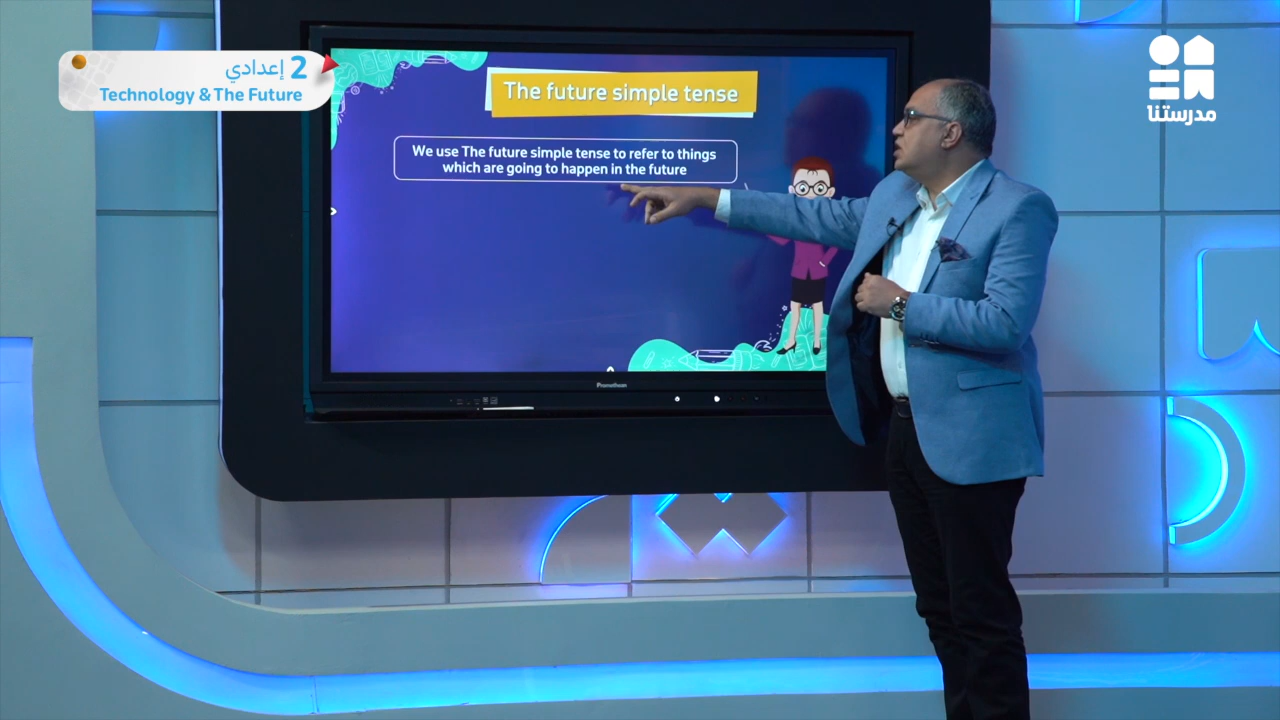 2 إعدادي
Technology & The Future
مدرستنا
The future simple tense
We use The future simple tense to refer to things
which are going to happen in the future
Promethean